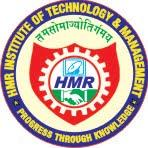 HMR INSTITUTE OF TECHNOLOGY & MANAGEMENT
तमसोमाज्योतिर्गमय
HMR
PROGRESS THROUGH KNOWLEDGE